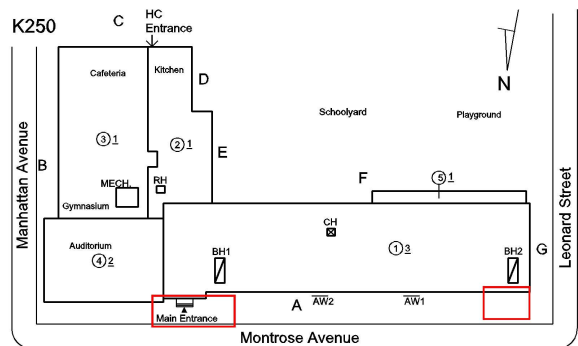 K250
C
HC
Entrance
Cafeteria
Kitchen
D
N
Schoolyard
Playground
③ 1
② 1
B
E
MECH.
RH
F
⑤ 1
Gymnasium
CH
Auditorium
④ 2
BH1
① 3
BH2
G
A
AW2
AW1
Main Entrance
Manhattan Avenue
Leonard Street
Montrose Avenue